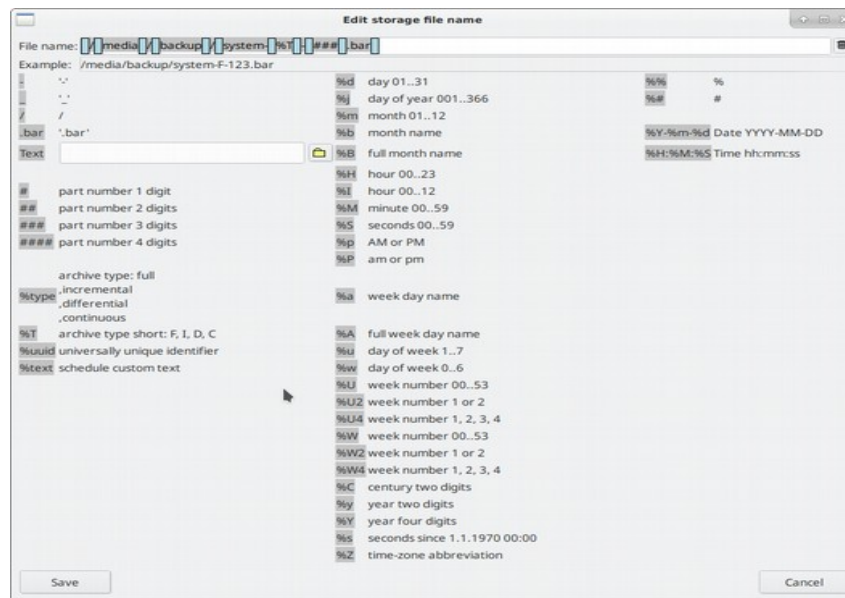 Edit storage file name
File name: /media/backup/system-%T-###.bar
Example: /media/backup/system-F-123.bar
- '-'
_ '_'
/ /
.bar '.bar'
Text
# part number 1 digit
## part number 2 digits
### part number 3 digits
#### part number 4 digits
%type archive type: full
,incremental
,differential
,continuous
%T archive type short: F, I, D, C
%uuid universally unique identifier
%text schedule custom text
%d day 01..31
%j day of year 001..366
%m month 01..12
%b month name
%B full month name
%H hour 00..23
%I hour 00..12
%M minute 00..59
%S seconds 00..59
%p AM or PM
%P am or pm
%a week day name
%A full week day name
%u day of week 1..7
%w day of week 0..6
%U week number 00..53
%U2 week number 1 or 2
%U4 week number 1, 2, 3, 4
%W week number 00..53
%W2 week number 1 or 2
%W4 week number 1, 2, 3, 4
%C century two digits
%y year two digits
%Y year four digits
%s seconds since 1.1.1970 00:00
%Z time-zone abbreviation
%% %
%# #
%Y-%m-%d Date YYYY-MM-DD
%H:%M:%S Time hh:mm:ss
Save
Cancel